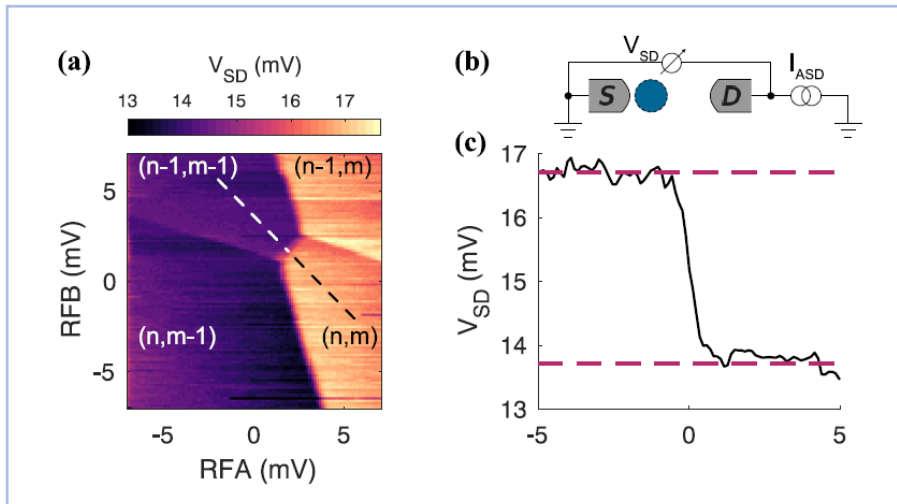 (a)
V_SD (mV)
13 14 15 16 17
(n-1,m-1)
(n-1,m)
(n,m-1)
(n,m)
5
0
-5
RFB (mV)
-5 0 5
RFA (mV)
(b)
V_SD
I_ASD
S
D
(c)
17
16
15
14
13
V_SD (mV)
-5 0 5